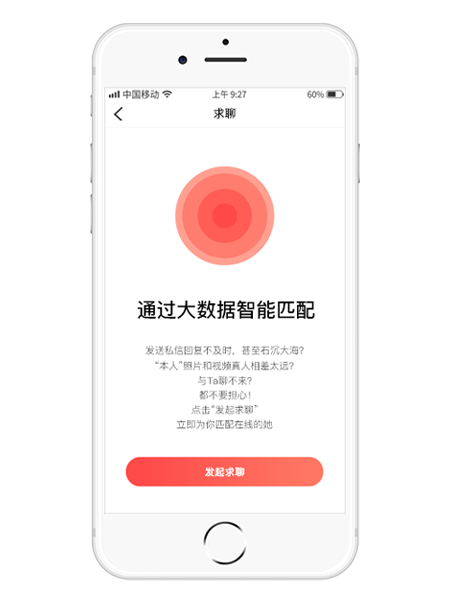 中国移动 上午 9:27 60%
求聊
通过大数据智能匹配
发送私信回复不及时，甚至石沉大海？
“本人”照片和视频真人相差太远？
与Ta聊不来？
都不要担心！
点击“发起求聊”
立即为你匹配在线的她
发起求聊